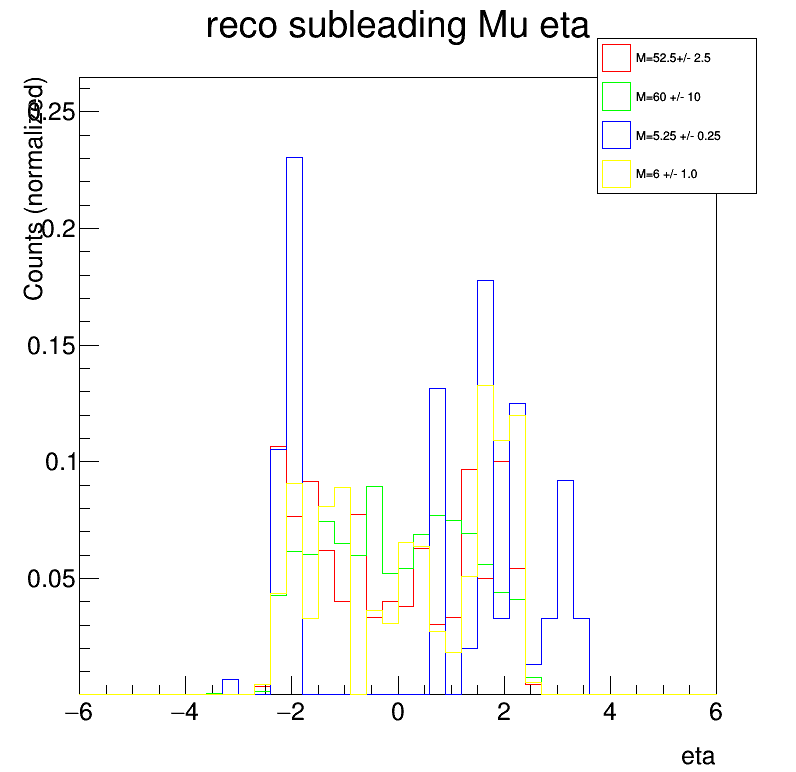 reco subleading Mu eta
M=52.5+/- 2.5
M=60 +/- 10
M=5.25 +/- 0.25
M=6 +/- 1.0
Counts (normalized)
0.25
0.2
0.15
0.1
0.05
−6 −4 −2 0 2 4 6
eta